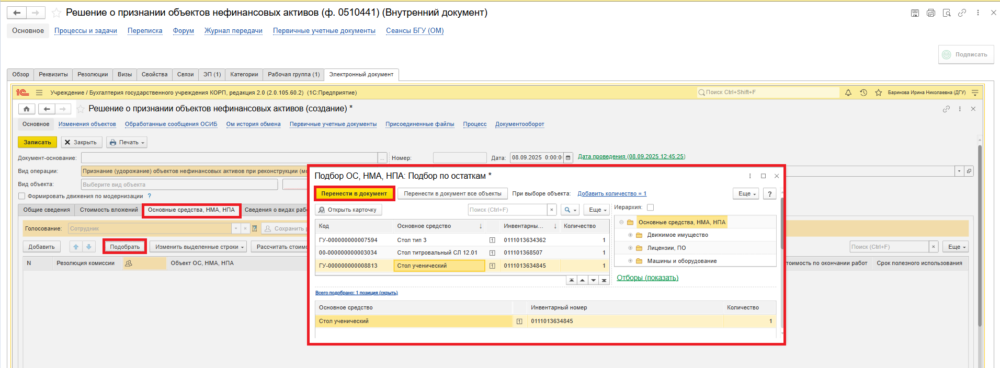 Решение о признании объектов нефинансовых активов (ф. 0510441) (Внутренний документ)
Основное Процессы и задачи Переписка Форум Журнал передачи Первичные учетные документы Сеансы БГУ (ОМ)
Подписать
Обзор Реквизиты Резолюции Визы Свойства Связи ЭП (1) Категории Рабочая группа (1) Электронный документ
1С Учреждение / Бухгалтерия государственного учреждения КОРП, редакция 2.0 (2.0.105.60.2) (1С:Предприятие) Поиск Ctrl+Shift+F Баринова Ирина Николаевна (ДГУ)
Решение о признании объектов нефинансовых активов (создание) *
Основное Изменения объектов Обработанные сообщения ОСИБ Ом история обмена Первичные учетные документы Присоединенные файлы Процесс Документооборот
Записать Закрыть Печать
Документ-основание: ... Номер: Дата: 08.09.2025 0:00:0 Дата проведения (08.09.2025 12:45:25)
Вид операции: Признание (удорожание) объектов нефинансовых активов при реконструкции (мо
Вид объекта: Выберите вид объекта
Формировать движения по модернизации ?
Общие сведения Стоимость вложений Основные средства, НМА, НПА Сведения о видах рабо
Голосование: Сотрудник Сохранить р
Добавить Подобрать Изменить выделенные строки Рассчитать стоимо Поиск (Ctrl+F) × Еще
N Резолюция комиссии Объект ОС, НМА, НПА тоимость по окончании работ Срок полезного использования
Подбор ОС, НМА, НПА: Подбор по остаткам *
Перенести в документ Перенести в документ все объекты При выборе объекта: Добавить количество = 1 Еще ?
Открыть карточку Поиск (Ctrl+F) × Еще Иерархия:
Код Основное средство Инвентарны... Количество
ГУ-000000000007594 Стол тип 3 1 0111013634362 1
00-000000000003034 Стол титровальный СЛ 12.01 1 011101368507 1
ГУ-000000000008813 Стол ученический 1 0111013634845 1
Основные средства, НМА, НПА
Движимое имущество
Лицензии, ПО
Машины и оборудование
Отборы (показать)
Всего подобрано: 1 позиция (скрыть)
Основное средство Инвентарный номер Количество
Стол ученический 1 0111013634845 1